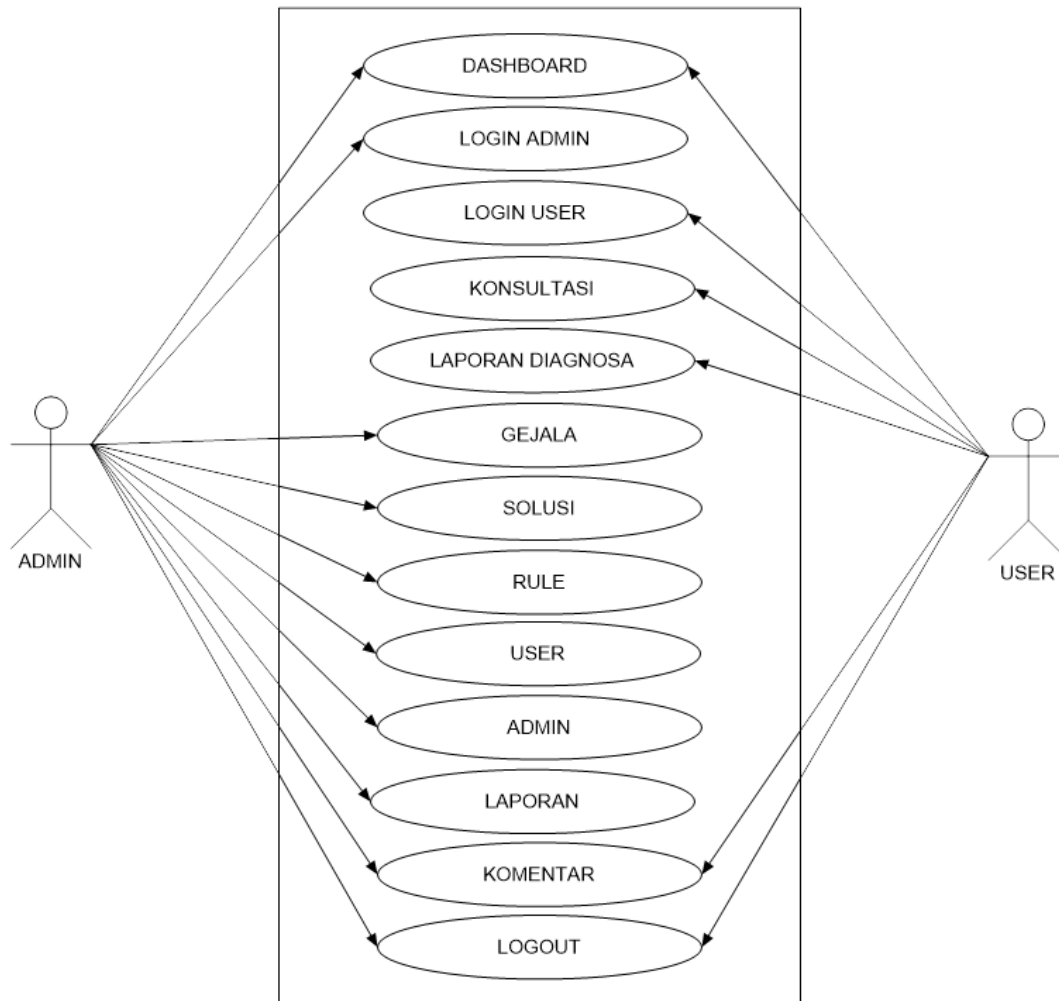 DASHBOARD
LOGIN ADMIN
LOGIN USER
KONSULTASI
LAPORAN DIAGNOSA
GEJALA
SOLUSI
RULE
USER
ADMIN
LAPORAN
KOMENTAR
LOGOUT
ADMIN
USER